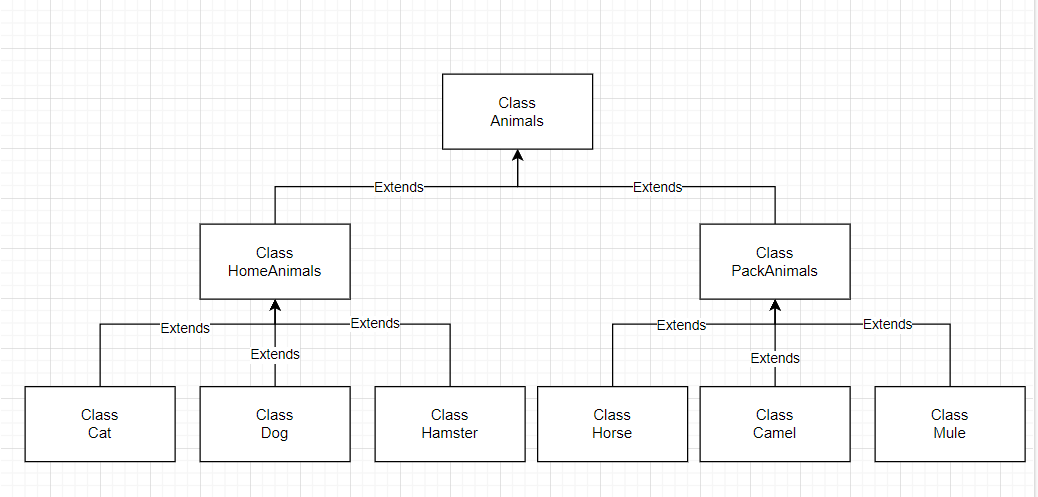 Class
Animals
Extends
Extends
Class
HomeAnimals
Class
PackAnimals
Extends
Extends
Extends
Extends
Extends
Extends
Class
Cat
Class
Dog
Class
Hamster
Class
Horse
Class
Camel
Class
Mule